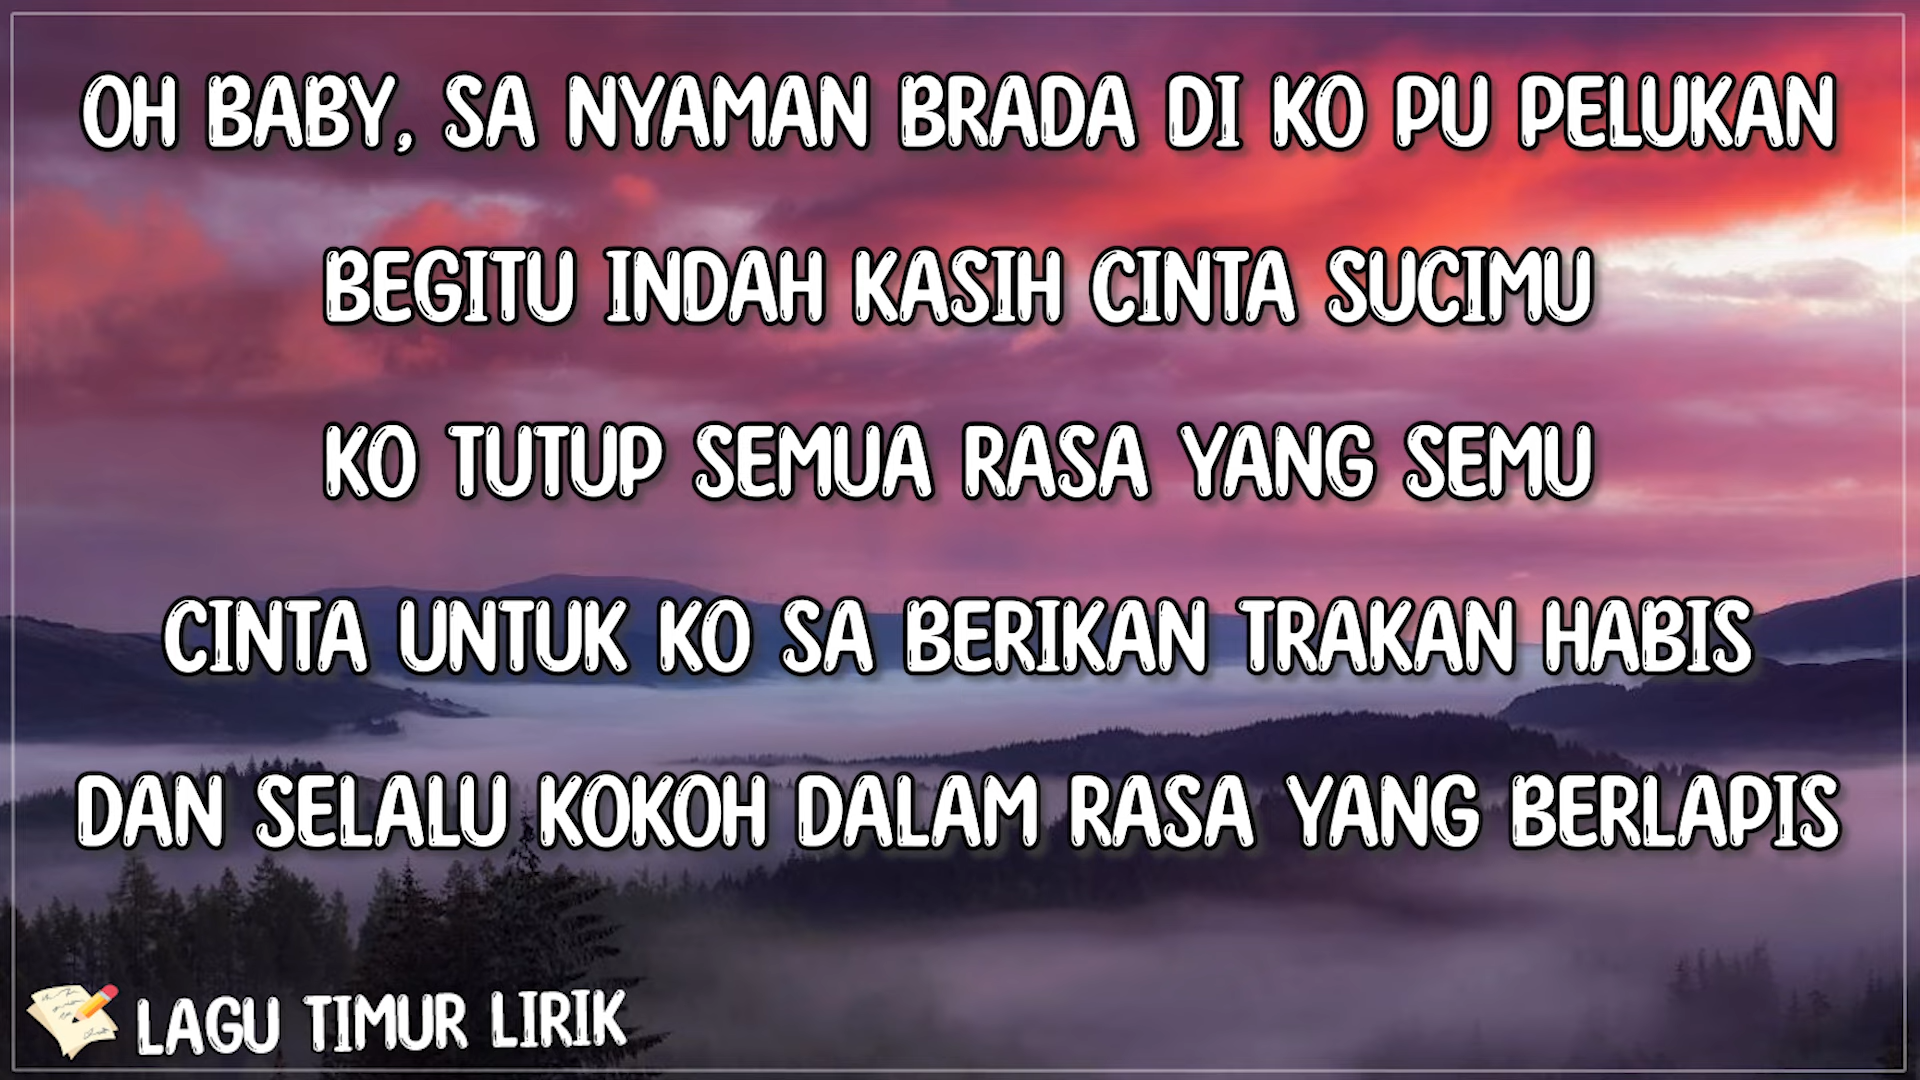 OH BABY, SA NYAMAN BRADA DI KO PU PELUKAN
BEGITU INDAH KASIH CINTA SUCIMU
KO TUTUP SEMUA RASA YANG SEMU
CINTA UNTUK KO SA BERIKAN TRAKAN HABIS
DAN SELALU KOKOH DALAM RASA YANG BERLAPIS
LAGU TIMUR LIRIK